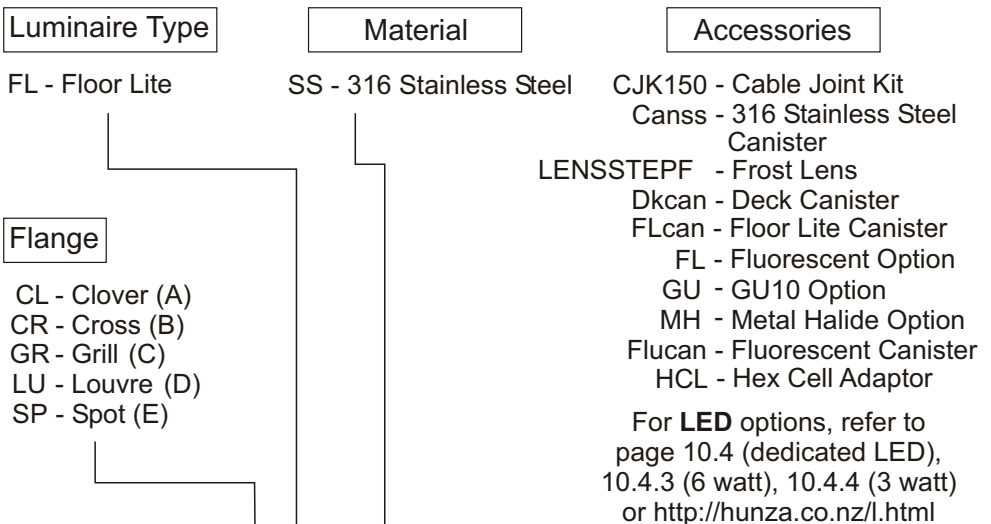 Luminaire Type
FL - Floor Lite
Flange
CL - Clover (A)
CR - Cross (B)
GR - Grill (C)
LU - Louvre (D)
SP - Spot (E)
Material
SS - 316 Stainless Steel
Accessories
CJK150 - Cable Joint Kit
Canss - 316 Stainless Steel
Canister
LENSSTEPF - Frost Lens
Dkcan - Deck Canister
FLcan - Floor Lite Canister
FL - Fluorescent Option
GU - GU10 Option
MH - Metal Halide Option
Flucan - Fluorescent Canister
HCL - Hex Cell Adaptor
For LED options, refer to
page 10.4 (dedicated LED),
10.4.3 (6 watt), 10.4.4 (3 watt)
or http://hunza.co.nz/l.html